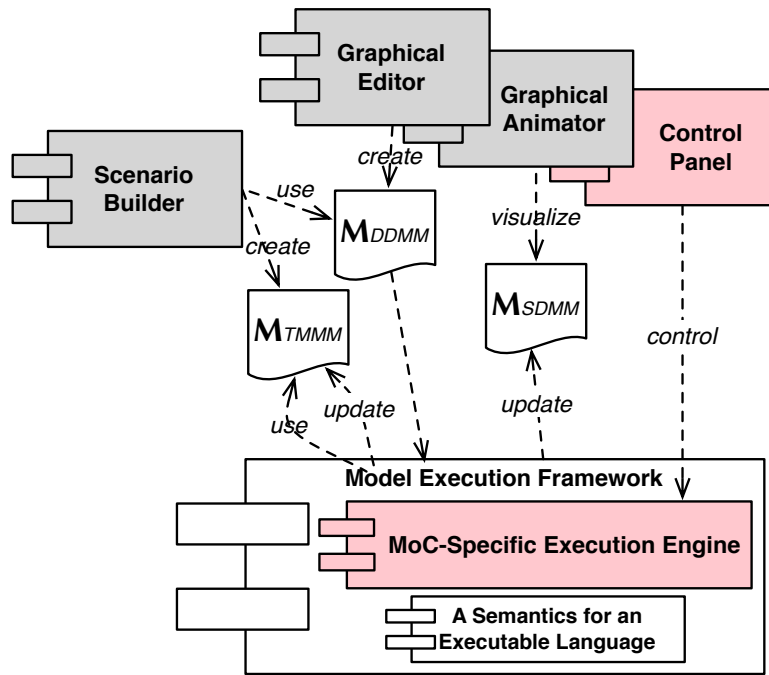 Graphical
Editor
Graphical
Animator
Control
Panel
Scenario
Builder
create
use
visualize
create
MDDMM
MTMMM
MSDMM
control
update
use
update
Model Execution Framework
MoC-Specific Execution Engine
A Semantics for an
Executable Language